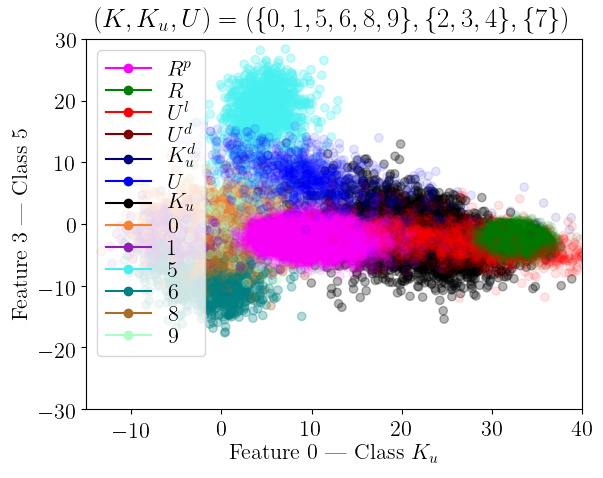 (K, K_u, U) = ({0, 1, 5, 6, 8, 9}, {2, 3, 4}, {7})
30
20
10
0
−10
−20
−30
Feature 3 — Class 5
R^p
R
U^l
U^d
K_u^d
U
K_u
0
1
5
6
8
9
−10
0
10
20
30
40
Feature 0 — Class K_u